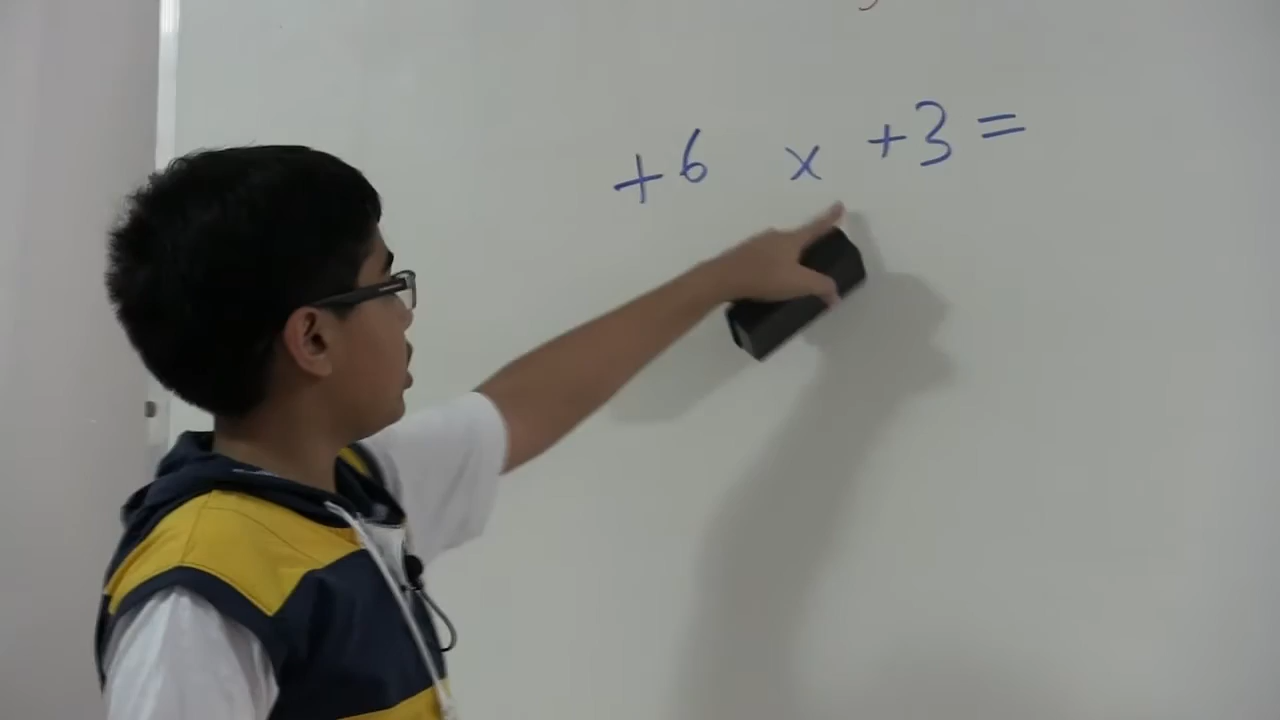 +6 x +3 =